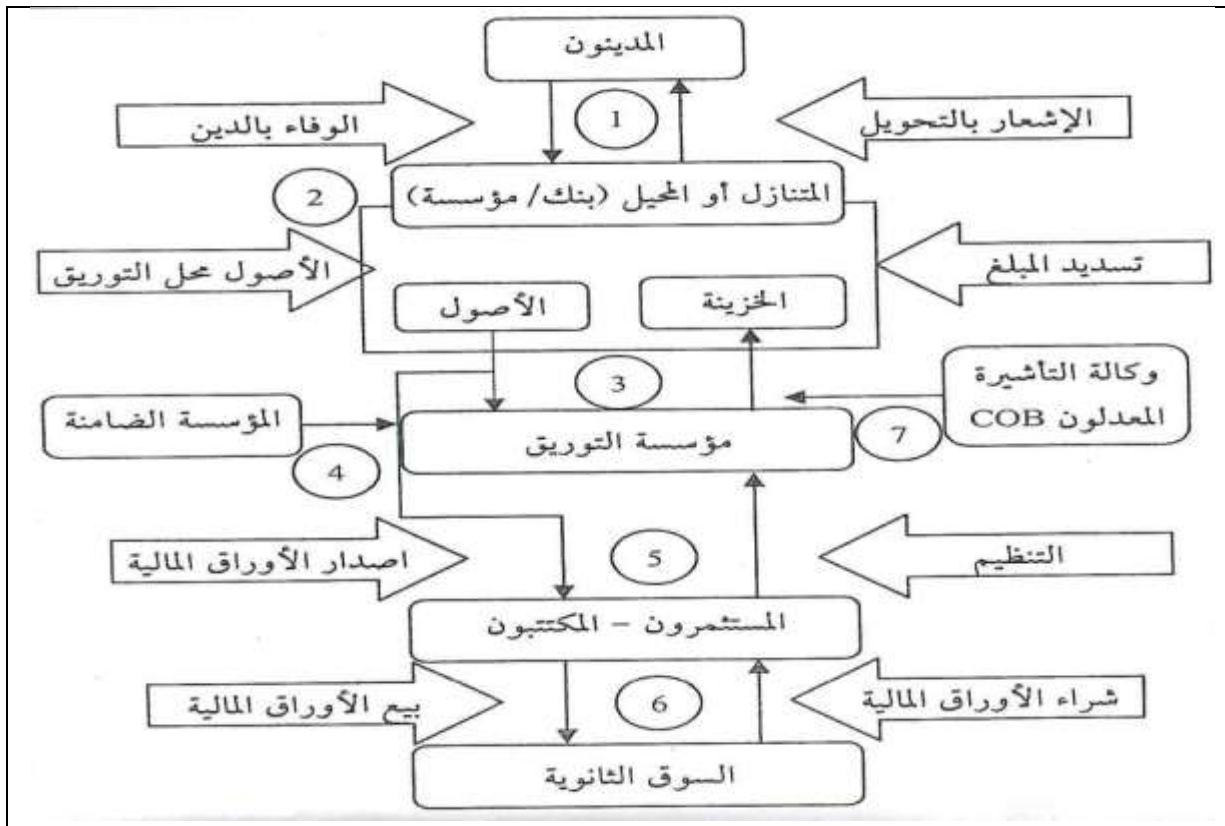 المدينون
الوفاء بالدين
1
الإشعار بالتحويل
2
المتنازل أو المحيل (بنك/ مؤسسة)
الأصول محل التوريق
تسديد المبلغ
الأصول
الخزينة
3
وكالة التأشيرة
المعدلون COB
المؤسسة الضامنة
مؤسسة التوريق
7
4
اصدار الأوراق المالية
5
التنظيم
المستثمرون – المكتتبون
بيع الأوراق المالية
6
شراء الأوراق المالية
السوق الثانوية